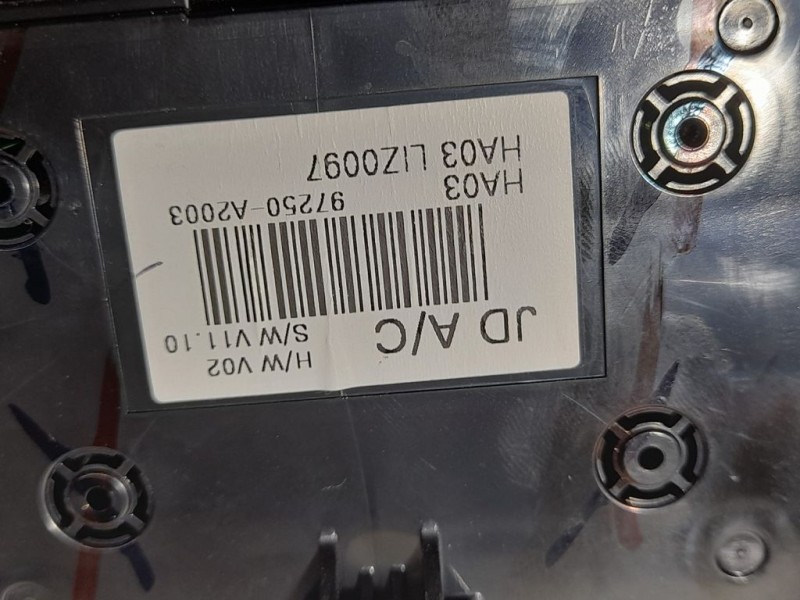 JD A/C
H/W V02
S/W V11.10
97250-A2003
HA03
HA03 LIZ0097